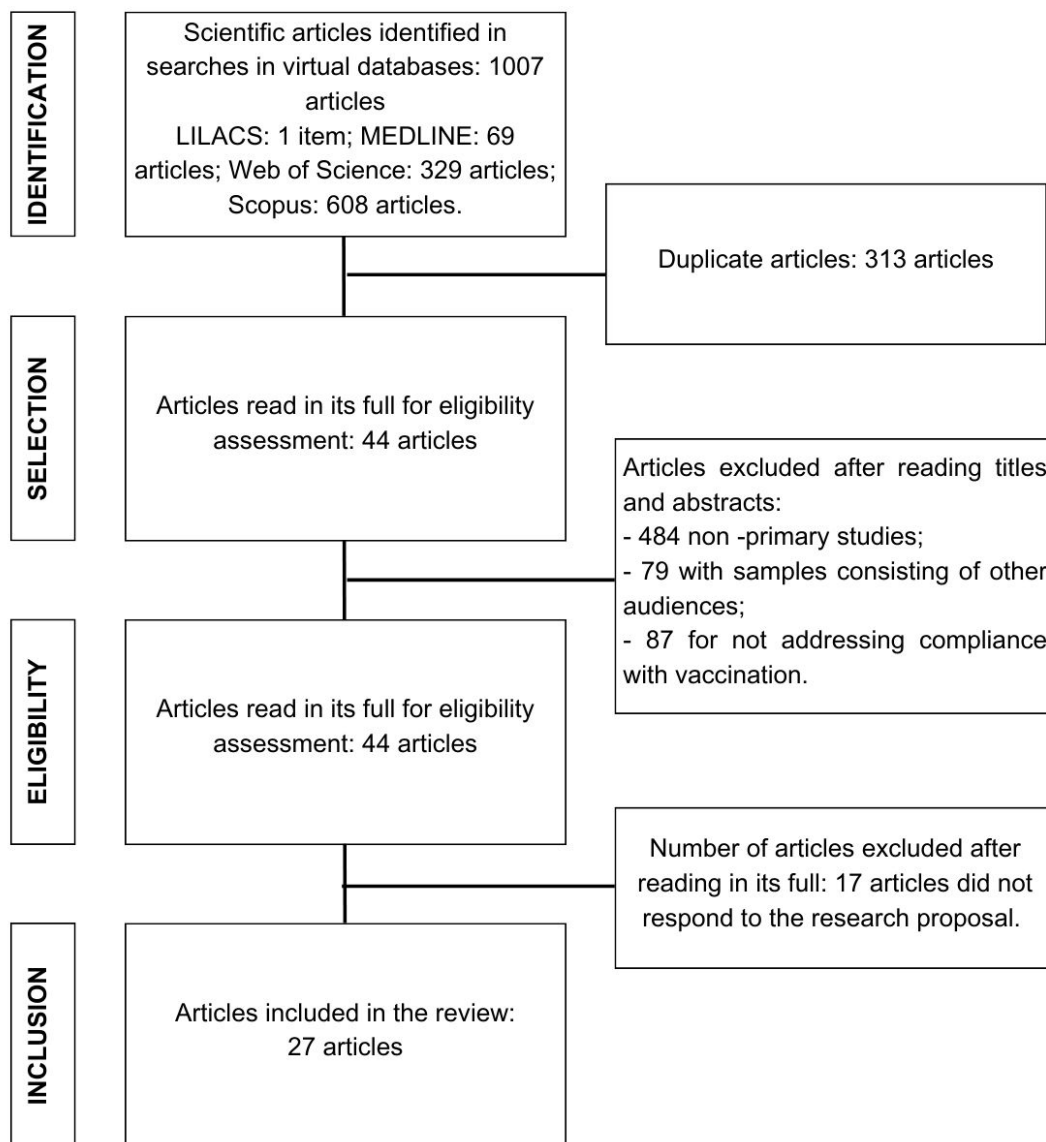 IDENTIFICATION
Scientific articles identified in
searches in virtual databases: 1007
articles
LILACS: 1 item; MEDLINE: 69
articles; Web of Science: 329 articles;
Scopus: 608 articles.
Duplicate articles: 313 articles
SELECTION
Articles read in its full for eligibility
assessment: 44 articles
Articles excluded after reading titles
and abstracts:
- 484 non -primary studies;
- 79 with samples consisting of other
audiences;
- 87 for not addressing compliance
with vaccination.
ELIGIBILITY
Articles read in its full for eligibility
assessment: 44 articles
Number of articles excluded after
reading in its full: 17 articles did not
respond to the research proposal.
INCLUSION
Articles included in the review:
27 articles